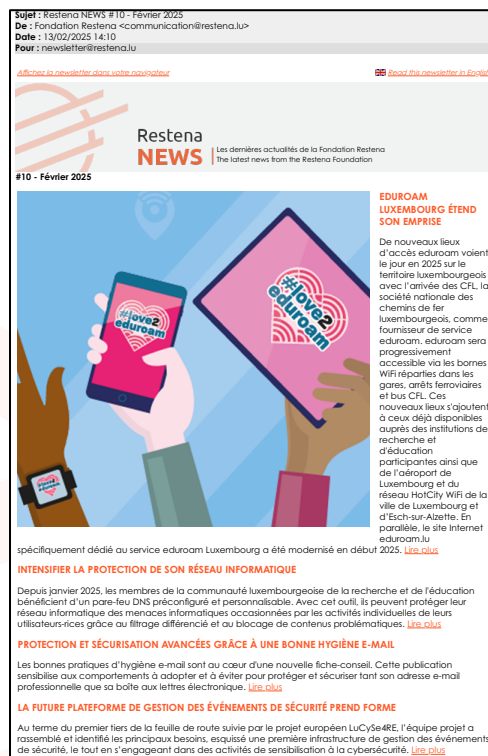 Sujet : Restena NEWS #10 - Février 2025
De : Fondation Restena <communication@restena.lu>
Date : 13/02/2025 14:10
Pour : newsletter@restena.lu
Affichez la newsletter dans votre navigateur
Read this newsletter in English
Restena
NEWS
Les dernières actualités de la Fondation Restena
The latest news from the Restena Foundation
#10 - Février 2025
#love2
eduroam
#love2
eduroam
#love2
eduroam
EDUROAM
LUXEMBOURG ÉTEND
SON EMPRISE
De nouveaux lieux
d'accès eduroam voient
le jour en 2025 sur le
territoire luxembourgeois
avec l'arrivée des CFL, la
société nationale des
chemins de fer
luxembourgeois, comme
fournisseur de service
eduroam. eduroam sera
progressivement
accessible via les bornes
WiFi réparties dans les
gares, arrêts ferroviaires
et bus CFL. Ces
nouveaux lieux s'ajoutent
à ceux déjà disponibles
auprès des institutions de
recherche et
d'éducation
participantes ainsi que
de l'aéroport de
Luxembourg et du
réseau HotCity WiFi de la
ville de Luxembourg et
d'Esch-sur-Alzette. En
parallèle, le site Internet
eduroam.lu
spécifiquement dédié au service eduroam Luxembourg a été modernisé en début 2025. Lire plus
INTENSIFIER LA PROTECTION DE SON RÉSEAU INFORMATIQUE
Depuis janvier 2025, les membres de la communauté luxembourgeoise de la recherche et de l'éducation
bénéficient d'un pare-feu DNS préconfiguré et personnalisable. Avec cet outil, ils peuvent protéger leur
réseau informatique des menaces informatiques occasionnées par les activités individuelles de leurs
utilisateurs·rices grâce au filtrage différencié et au blocage de contenus problématiques. Lire plus
PROTECTION ET SÉCURISATION AVANCÉES GRÂCE À UNE BONNE HYGIÈNE E-MAIL
Les bonnes pratiques d'hygiène e-mail sont au cœur d'une nouvelle fiche-conseil. Cette publication
sensibilise aux comportements à adopter et à éviter pour protéger et sécuriser tant son adresse e-mail
professionnelle que sa boîte aux lettres électronique. Lire plus
LA FUTURE PLATEFORME DE GESTION DES ÉVÉNEMENTS DE SÉCURITÉ PREND FORME
Au terme du premier tiers de la feuille de route suivie par le projet européen LuCySe4RE, l'équipe projet a
rassemblé et identifié les principaux besoins, esquissé une première infrastructure de gestion des événements
de sécurité, le tout en s'engageant dans des activités de sensibilisation à la cybersécurité. Lire plus